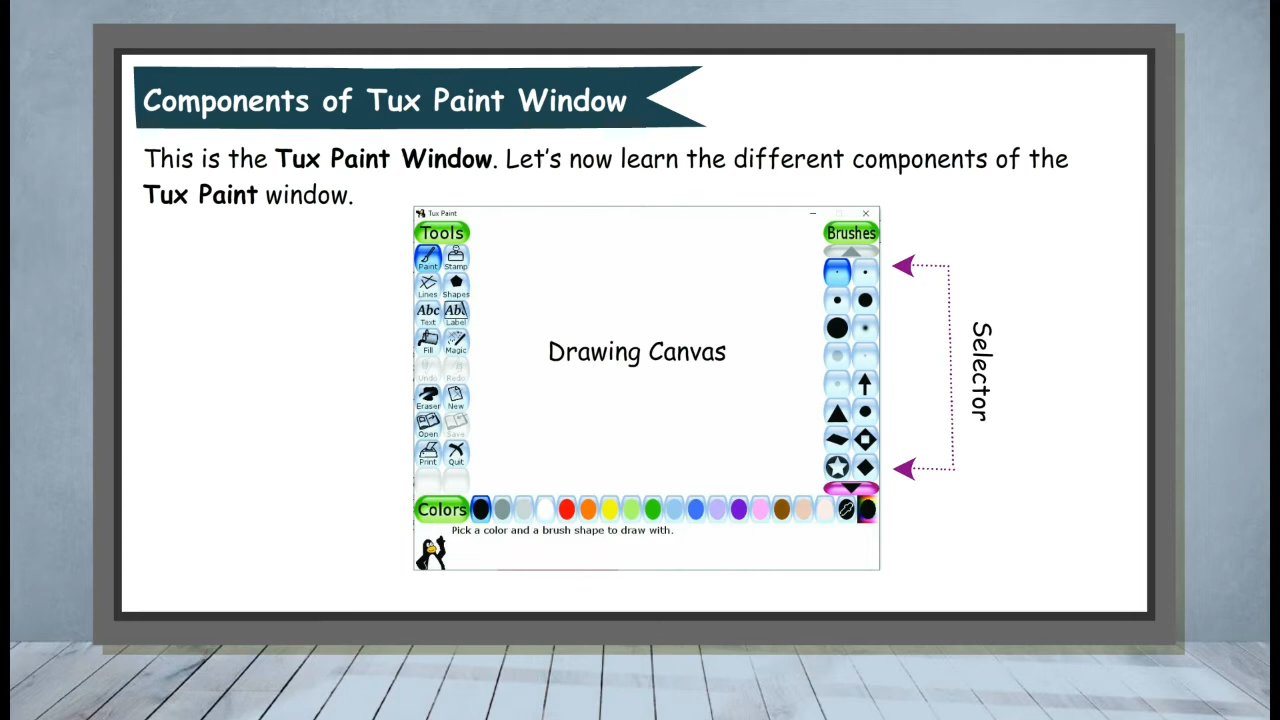 Components of Tux Paint Window
This is the Tux Paint Window. Let's now learn the different components of the
Tux Paint window.
Tux Paint
Tools
Brushes
Paint Stamp
Lines Shapes
Abc Abc
Text Label
Fill Magic
Undo Redo
Eraser New
Open Save
Print Quit
Drawing Canvas
Selector
Colors
Pick a color and a brush shape to draw with.